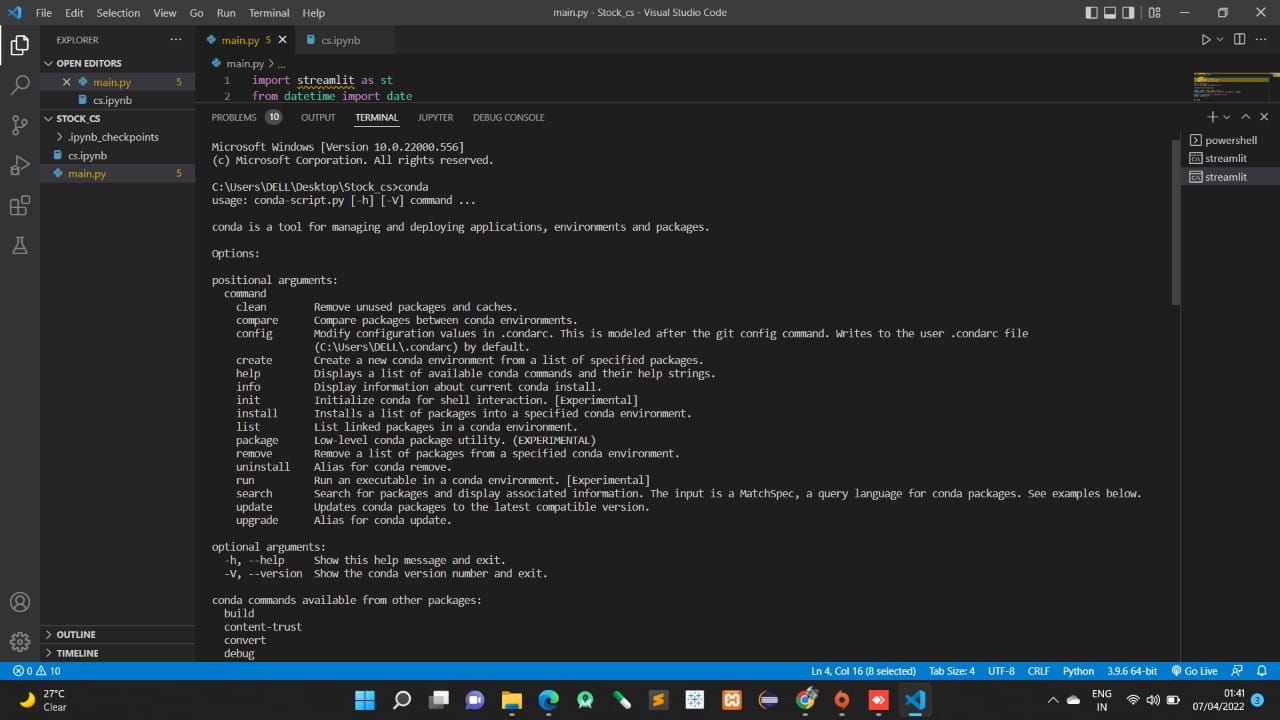 File Edit Selection View Go Run Terminal Help
main.py - Stock_cs - Visual Studio Code
EXPLORER
OPEN EDITORS
main.py 5
cs.ipynb
STOCK_CS
.ipynb_checkpoints
cs.ipynb
main.py 5
OUTLINE
TIMELINE
main.py 5
cs.ipynb
main.py > ...
1 import streamlit as st
2 from datetime import date
PROBLEMS 10 OUTPUT TERMINAL JUPYTER DEBUG CONSOLE
powershell
streamlit
streamlit
Microsoft Windows [Version 10.0.22000.556]
(c) Microsoft Corporation. All rights reserved.
C:\Users\DELL\Desktop\Stock_cs>conda
usage: conda-script.py [-h] [-V] command ...
conda is a tool for managing and deploying applications, environments and packages.
Options:
positional arguments:
command
clean Remove unused packages and caches.
compare Compare packages between conda environments.
config Modify configuration values in .condarc. This is modeled after the git config command. Writes to the user .condarc file
(C:\Users\DELL\.condarc) by default.
create Create a new conda environment from a list of specified packages.
help Displays a list of available conda commands and their help strings.
info Display information about current conda install.
init Initialize conda for shell interaction. [Experimental]
install Installs a list of packages into a specified conda environment.
list List linked packages in a conda environment.
package Low-level conda package utility. (EXPERIMENTAL)
remove Remove a list of packages from a specified conda environment.
uninstall Alias for conda remove.
run Run an executable in a conda environment. [Experimental]
search Search for packages and display associated information. The input is a MatchSpec, a query language for conda packages. See examples below.
update Updates conda packages to the latest compatible version.
upgrade Alias for conda update.
optional arguments:
-h, --help Show this help message and exit.
-V, --version Show the conda version number and exit.
conda commands available from other packages:
build
content-trust
convert
debug
0 10
Ln 4, Col 16 (8 selected) Tab Size: 4 UTF-8 CRLF Python 3.9.6 64-bit Go Live
27°C
Clear
ENG
IN
01:41
07/04/2022
3